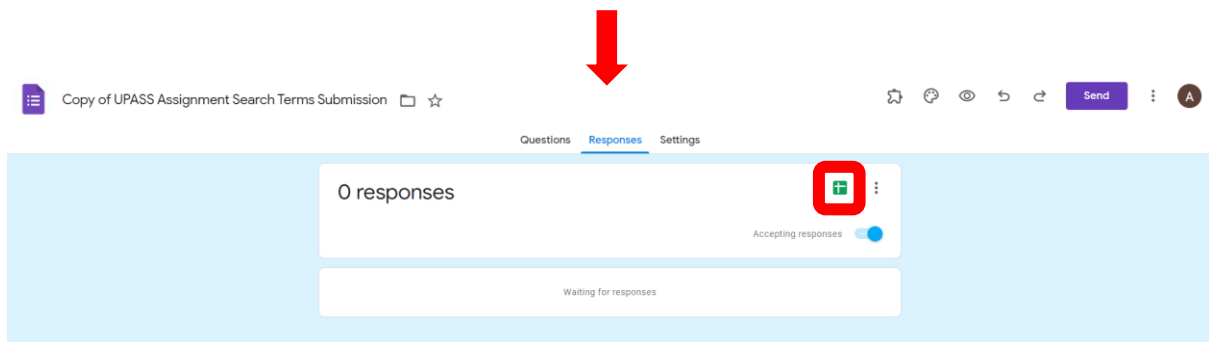 Copy of UPASS Assignment Search Terms Submission
Send
A
Questions Responses Settings
0 responses
Accepting responses
Waiting for responses